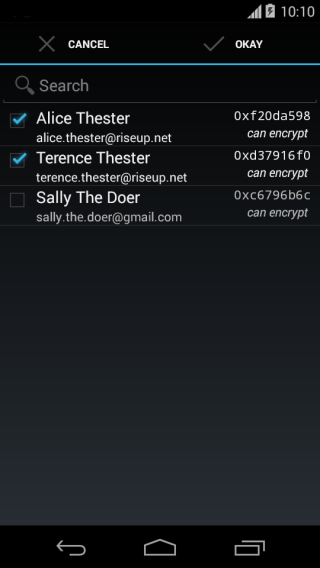 10:10
CANCEL OKAY
Search
Alice Thester 0xf20da598
alice.thester@riseup.net can encrypt
Terence Thester 0xd37916f0
terence.thester@riseup.net can encrypt
Sally The Doer 0xc6796b6c
sally.the.doer@gmail.com can encrypt